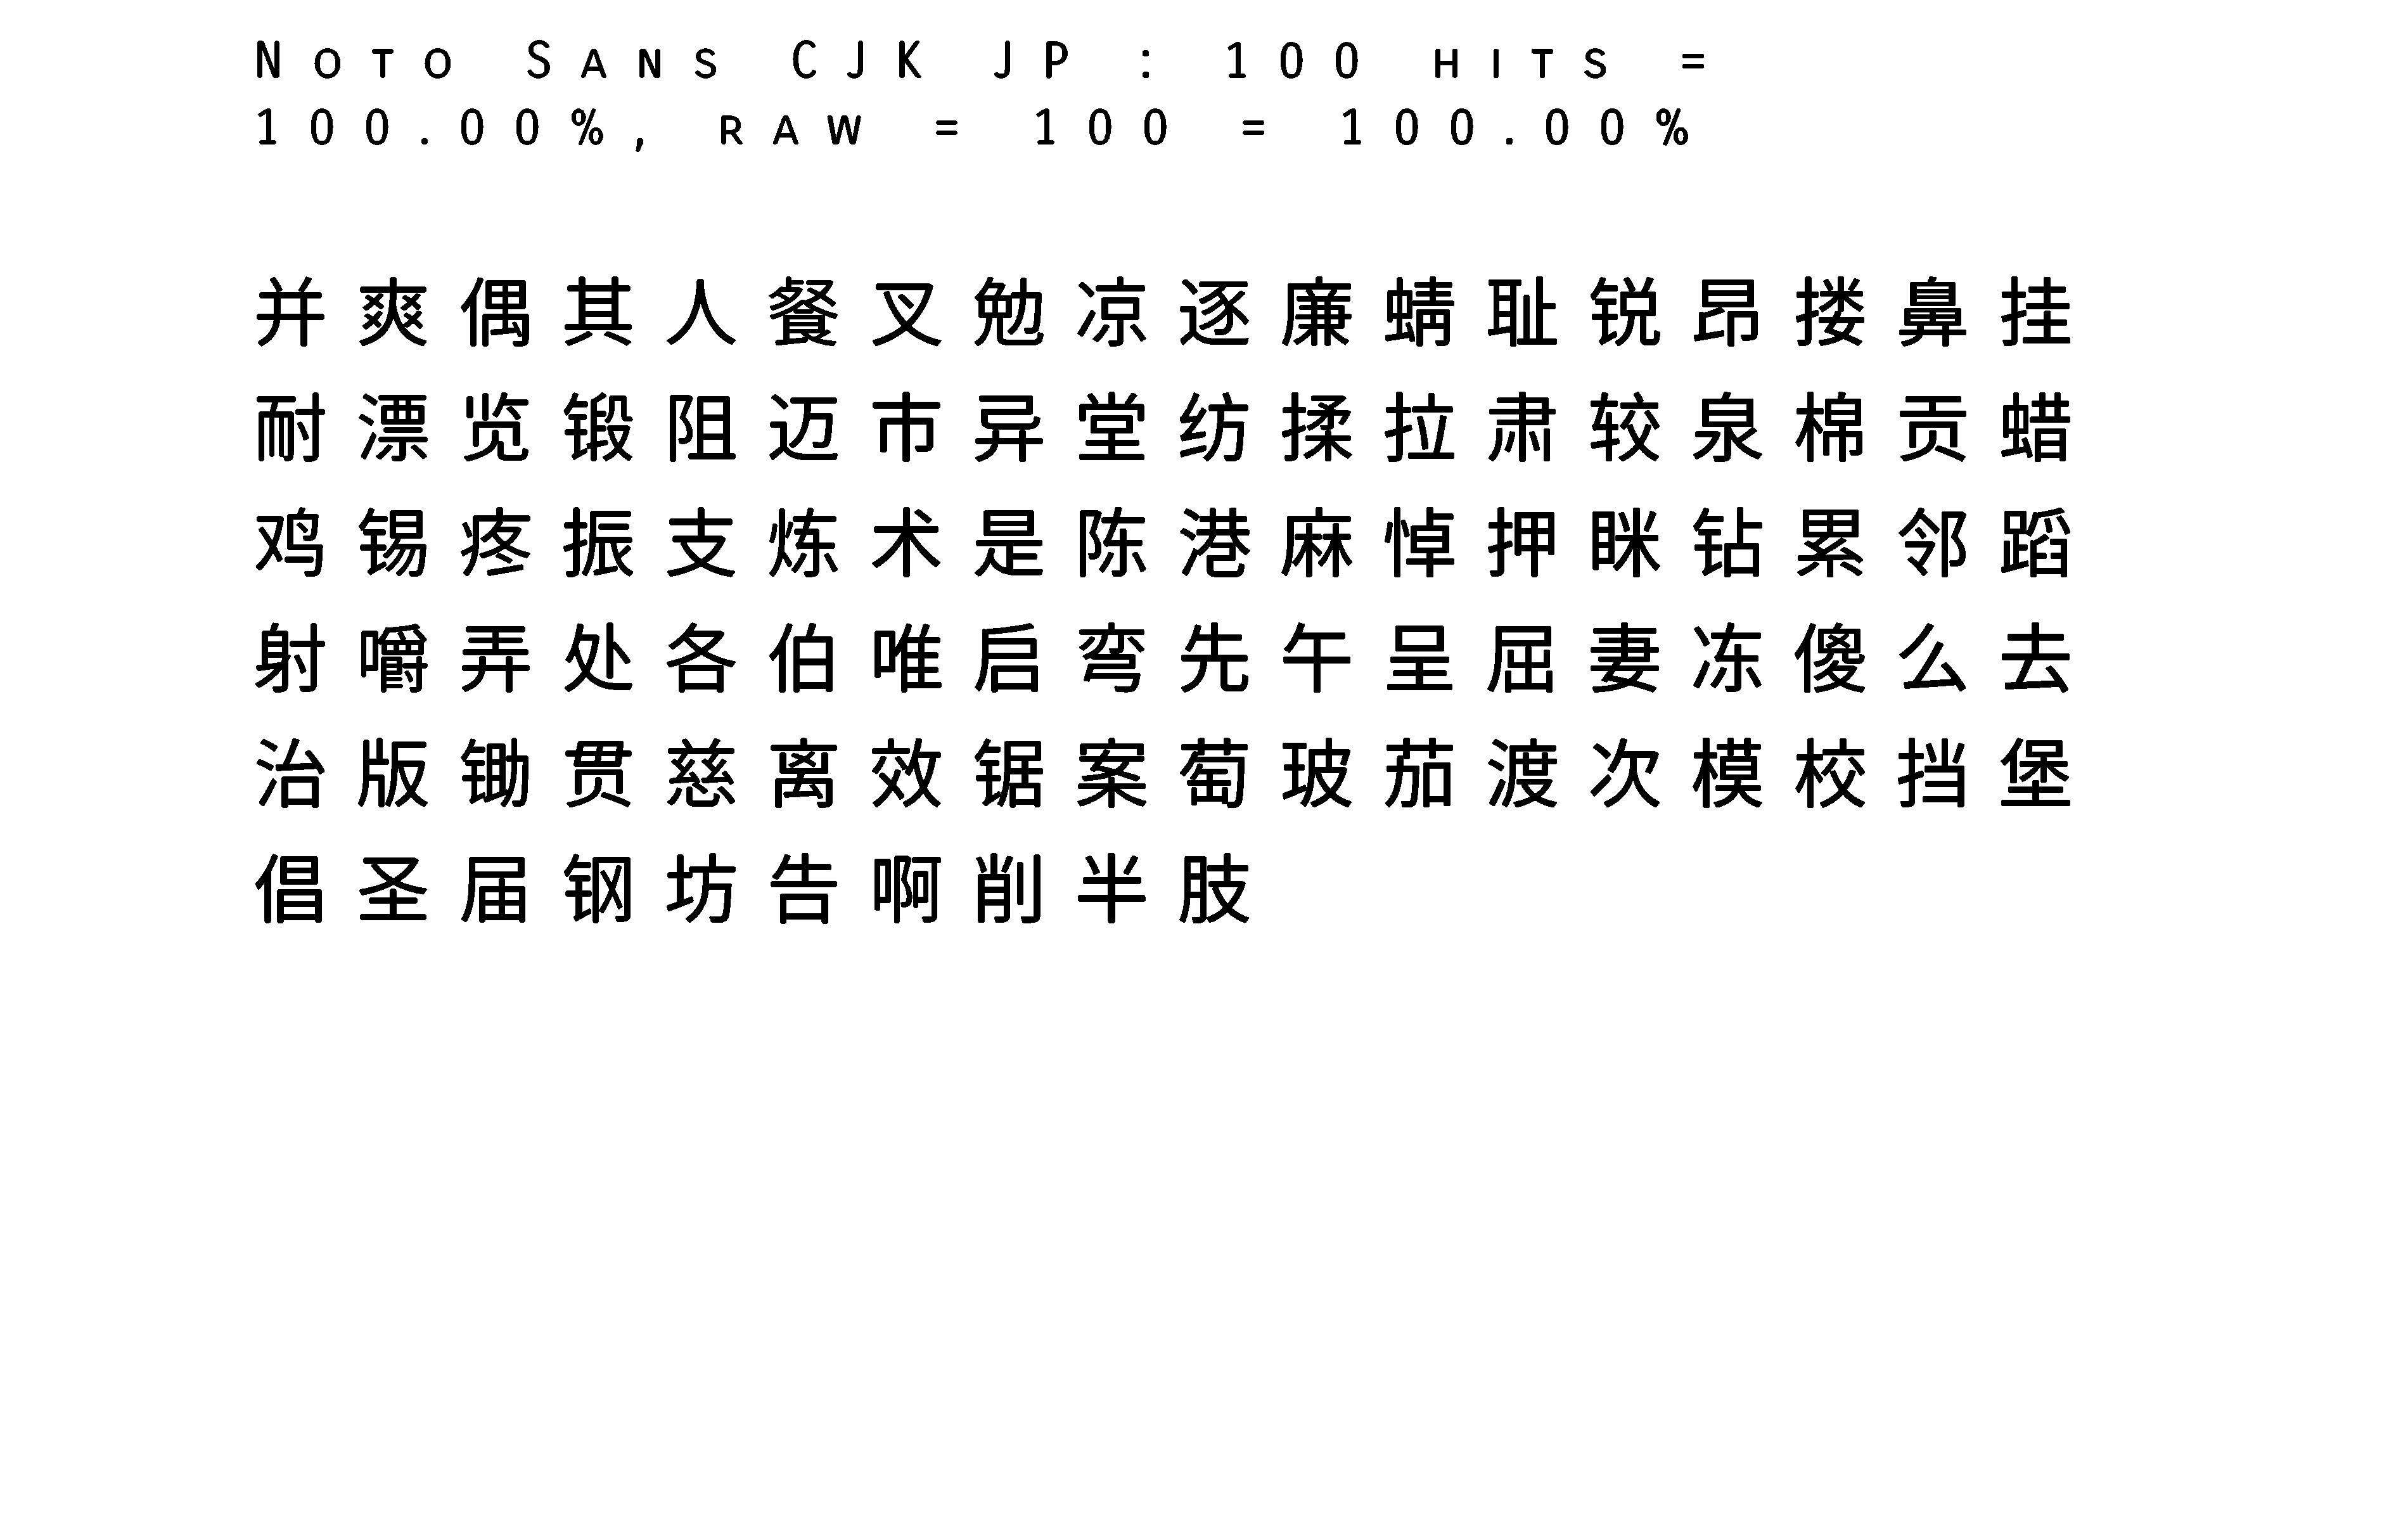 Noto Sans CJK JP : 100 hits =
100.00%, raw = 100 = 100.00%
并爽偶其人餐叉勉凉逐廉蜻耻锐昂搂鼻挂
耐漂览锻阻迈市异堂纺揉拉肃较泉棉贡蜡
鸡锡疼振支炼术是陈港麻悼押眯钻累邻蹈
射嚼弄处各伯唯启弯先午呈屈妻冻傻么去
治版锄贯慈离效锯案萄玻茄渡次模校挡堡
倡圣届钢坊告啊削半肢